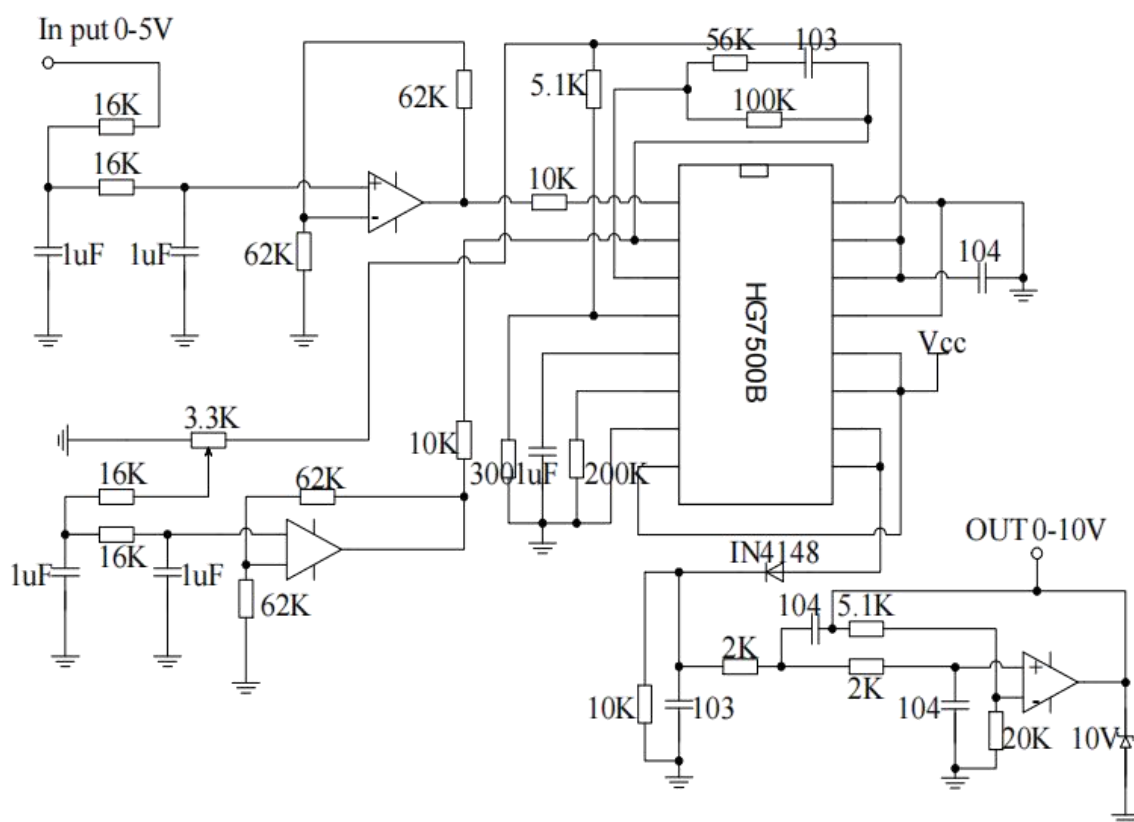 In put 0-5V
16K
16K
1uF
1uF
62K
62K
10K
5.1K
56K
103
100K
HG7500B
104
Vcc
3.3K
16K
16K
1uF
1uF
62K
62K
10K
300
1uF
200K
IN4148
10K
103
2K
104
5.1K
2K
104
20K
OUT 0-10V
10V
+
-
+
-